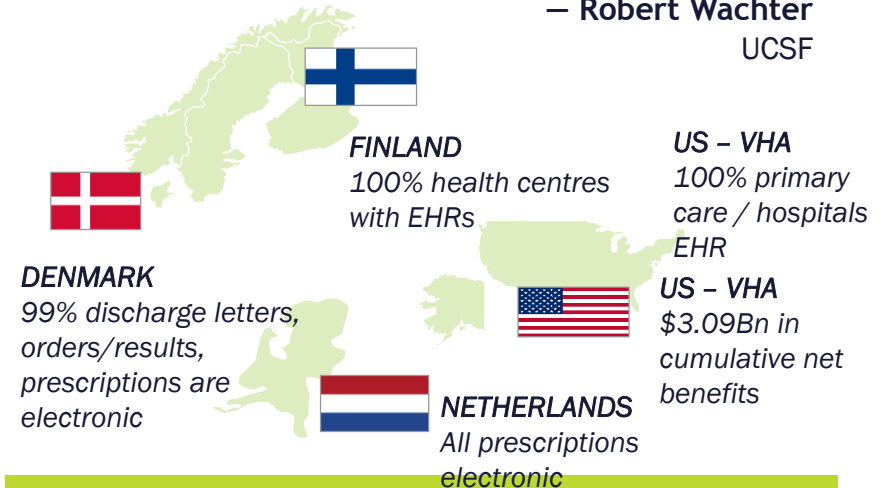 — Robert Wachter
UCSF
FINLAND
100% health centres
with EHRs
US – VHA
100% primary
care / hospitals
EHR
DENMARK
99% discharge letters,
orders/results,
prescriptions are
electronic
US – VHA
$3.09Bn in
cumulative net
benefits
NETHERLANDS
All prescriptions
electronic